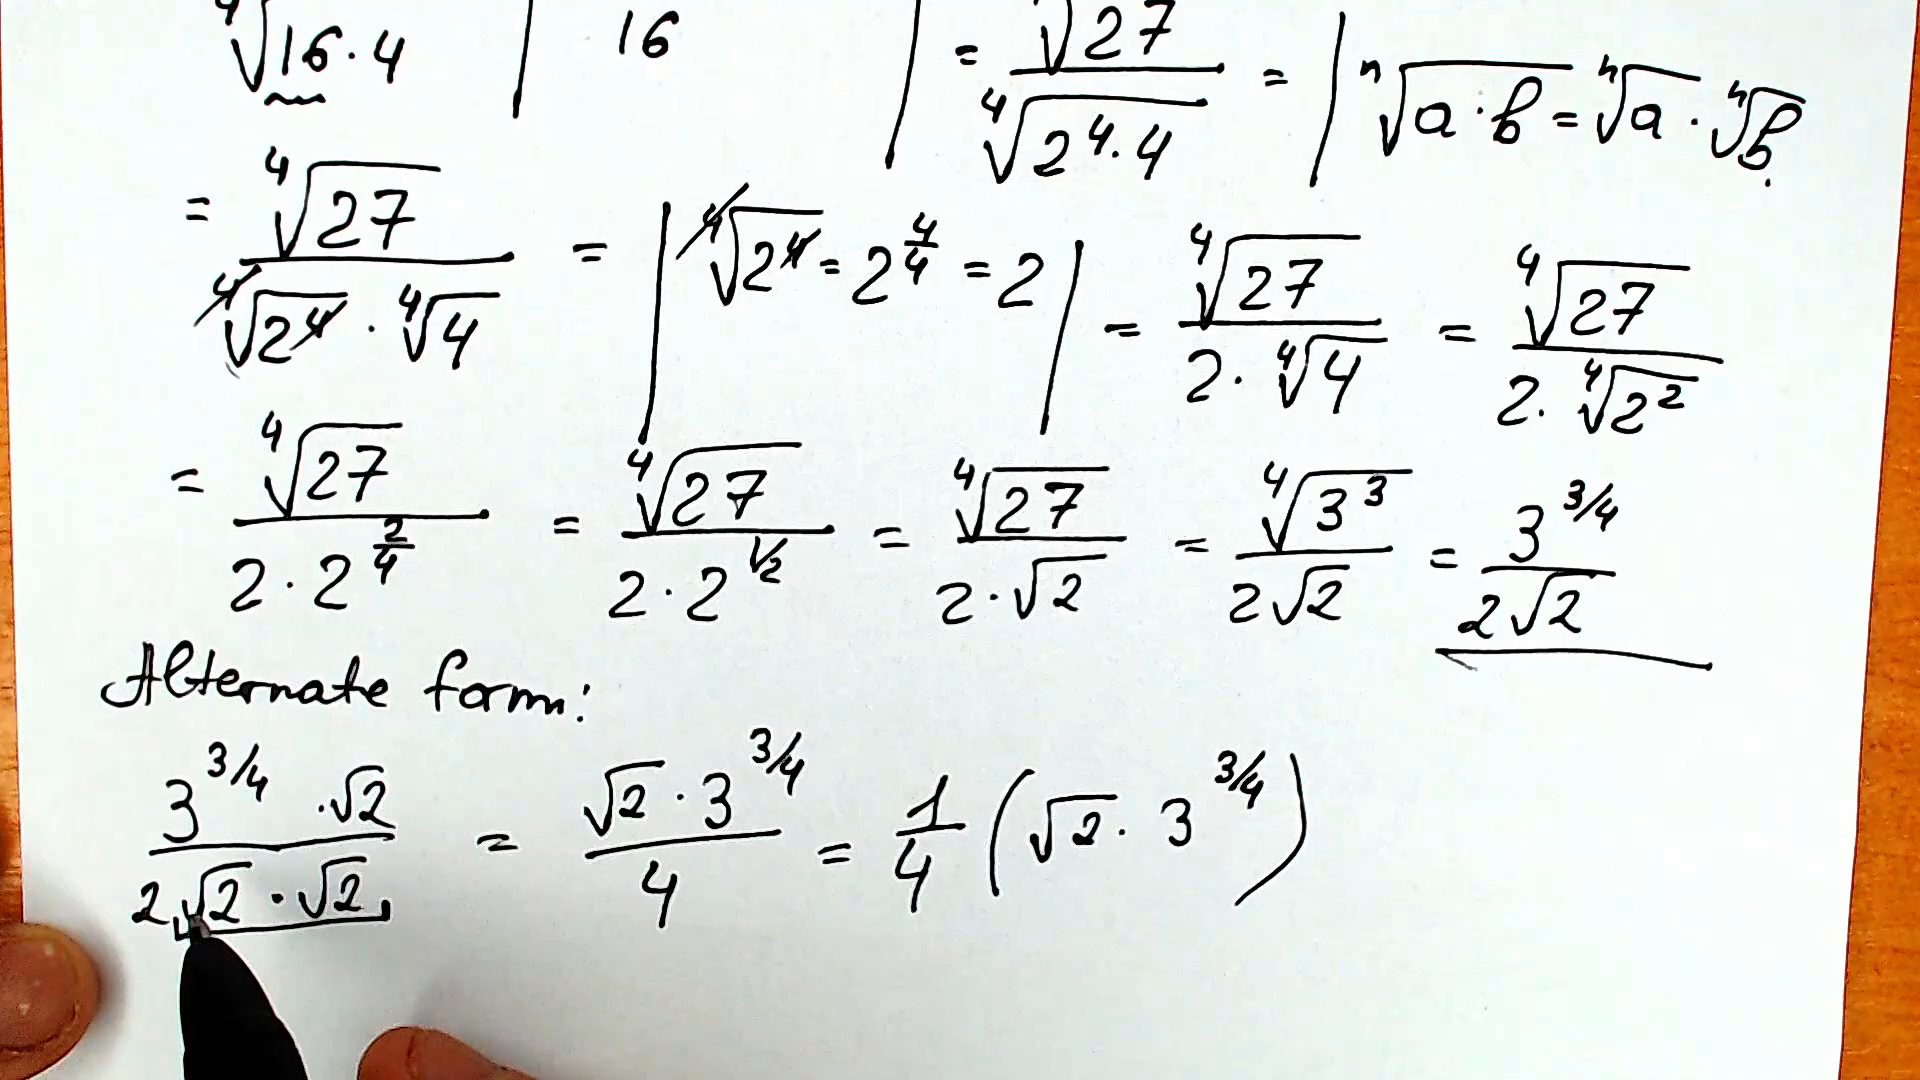 ⁴√(16·4) | 16 | = √27 / ⁴√(2⁴·4) = | ⁿ√(a·b) = ⁿ√a · ⁿ√b
= ⁴√27 / (⁴√(2⁴) · ⁴√4) = | ⁴√(2⁴) = 2^(4/4) = 2 | = ⁴√27 / (2·⁴√4) = ⁴√27 / (2·⁴√(2²))
= ⁴√27 / (2·2^(2/4)) = ⁴√27 / (2·2^(1/2)) = ⁴√27 / (2·√2) = ⁴√(3³) / (2√2) = 3^(3/4) / (2√2)
Alternate form:
(3^(3/4) ·√2) / (2√2·√2) = (√2·3^(3/4)) / 4 = 1/4 (√2·3^(3/4))